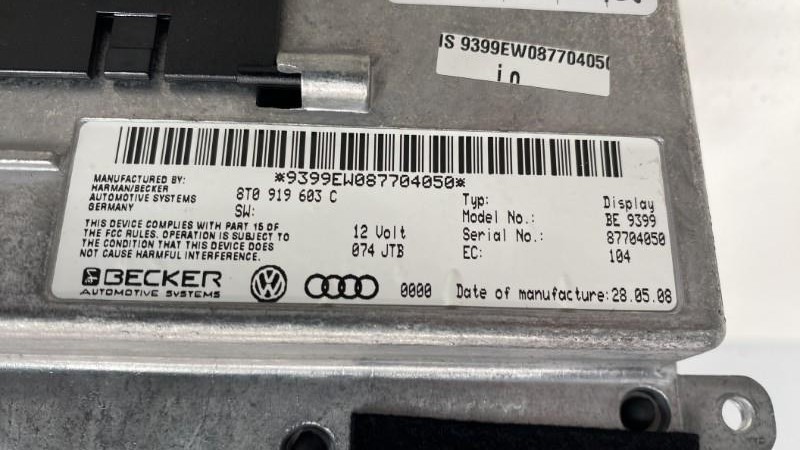 IS 9399EW08770405
in
*9399EW087704050*
MANUFACTURED BY:
HARMAN/BECKER
AUTOMOTIVE SYSTEMS
GERMANY
8T0 919 603 C
SW:
Typ: Display
Model No.: BE 9399
Serial No.: 87704050
EC: 104
THIS DEVICE COMPLIES WITH PART 15 OF
THE FCC RULES. OPERATION IS SUBJECT TO
THE CONDITION THAT THIS DEVICE DOES
NOT CAUSE HARMFUL INTERFERENCE.
12 Volt
074 JTB
BECKER
AUTOMOTIVE SYSTEMS
0000 Date of manufacture:28.05.08